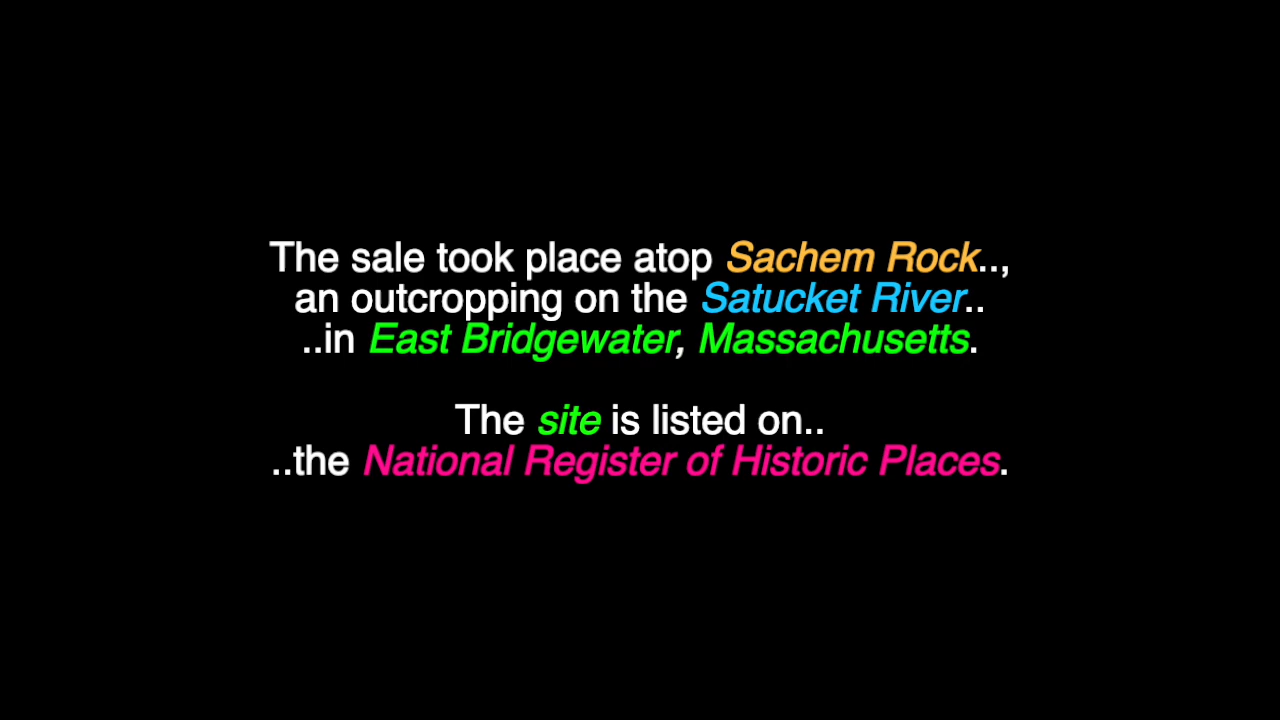 The sale took place atop Sachem Rock..,
an outcropping on the Satucket River..
..in East Bridgewater, Massachusetts.
The site is listed on..
..the National Register of Historic Places.